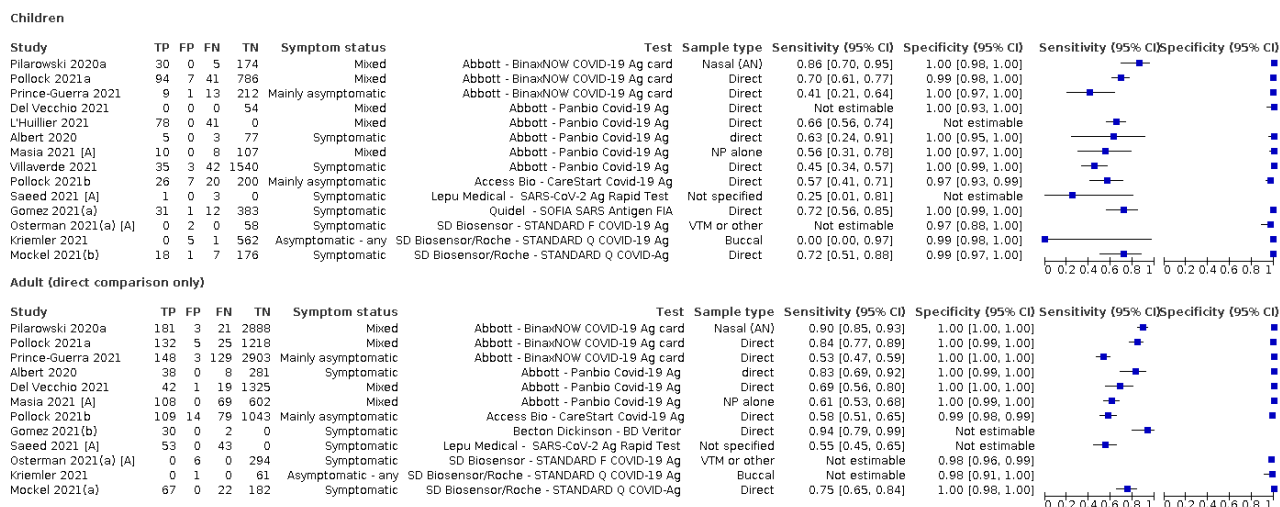 Children
Study TP FP FN TN Symptom status Test Sample type Sensitivity (95% CI) Specificity (95% CI) Sensitivity (95% CI) Specificity (95% CI)
Pilarowski 2020a 30 0 5 174 Mixed Abbott - BinaxNOW COVID-19 Ag card Nasal (AN) 0.86 [0.70, 0.95] 1.00 [0.98, 1.00]
Pollock 2021a 94 7 41 786 Mixed Abbott - BinaxNOW COVID-19 Ag card Direct 0.70 [0.61, 0.77] 0.99 [0.98, 1.00]
Prince-Guerra 2021 9 1 13 212 Mainly asymptomatic Abbott - BinaxNOW COVID-19 Ag card Direct 0.41 [0.21, 0.64] 1.00 [0.97, 1.00]
Del Vecchio 2021 0 0 0 54 Mixed Abbott - Panbio Covid-19 Ag Direct Not estimable 1.00 [0.93, 1.00]
L'Huillier 2021 78 0 41 0 Mixed Abbott - Panbio Covid-19 Ag Direct 0.66 [0.56, 0.74] Not estimable
Albert 2020 5 0 3 77 Symptomatic Abbott - Panbio Covid-19 Ag direct 0.63 [0.24, 0.91] 1.00 [0.95, 1.00]
Masia 2021 [A] 10 0 8 107 Mixed Abbott - Panbio Covid-19 Ag NP alone 0.56 [0.31, 0.78] 1.00 [0.97, 1.00]
Villaverde 2021 35 3 42 1540 Symptomatic Abbott - Panbio Covid-19 Ag Direct 0.45 [0.34, 0.57] 1.00 [0.99, 1.00]
Pollock 2021b 26 7 20 200 Mainly asymptomatic Access Bio - CareStart Covid-19 Ag Direct 0.57 [0.41, 0.71] 0.97 [0.93, 0.99]
Saeed 2021 [A] 1 0 3 0 Symptomatic Lepu Medical - SARS-CoV-2 Ag Rapid Test Not specified 0.25 [0.01, 0.81] Not estimable
Gomez 2021(a) 31 1 12 383 Symptomatic Quidel - SOFIA SARS Antigen FIA Direct 0.72 [0.56, 0.85] 1.00 [0.99, 1.00]
Osterman 2021(a) [A] 0 2 0 58 Symptomatic SD Biosensor - STANDARD F COVID-19 Ag VTM or other Not estimable 0.97 [0.88, 1.00]
Kriemler 2021 0 5 1 562 Asymptomatic - any SD Biosensor/Roche - STANDARD Q COVID-19 Ag Buccal 0.00 [0.00, 0.97] 0.99 [0.98, 1.00]
Mockel 2021(b) 18 1 7 176 Symptomatic SD Biosensor/Roche - STANDARD Q COVID-Ag Direct 0.72 [0.51, 0.88] 0.99 [0.97, 1.00]
0 0.2 0.4 0.6 0.8 1 0 0.2 0.4 0.6 0.8 1
Adult (direct comparison only)
Study TP FP FN TN Symptom status Test Sample type Sensitivity (95% CI) Specificity (95% CI) Sensitivity (95% CI) Specificity (95% CI)
Pilarowski 2020a 181 3 21 2888 Mixed Abbott - BinaxNOW COVID-19 Ag card Nasal (AN) 0.90 [0.85, 0.93] 1.00 [1.00, 1.00]
Pollock 2021a 132 5 25 1218 Mixed Abbott - BinaxNOW COVID-19 Ag card Direct 0.84 [0.77, 0.89] 1.00 [0.99, 1.00]
Prince-Guerra 2021 148 3 129 2903 Mainly asymptomatic Abbott - BinaxNOW COVID-19 Ag card Direct 0.53 [0.47, 0.59] 1.00 [1.00, 1.00]
Albert 2020 38 0 8 281 Symptomatic Abbott - Panbio Covid-19 Ag direct 0.83 [0.69, 0.92] 1.00 [0.99, 1.00]
Del Vecchio 2021 42 1 19 1325 Mixed Abbott - Panbio Covid-19 Ag Direct 0.69 [0.56, 0.80] 1.00 [1.00, 1.00]
Masia 2021 [A] 108 0 69 602 Mixed Abbott - Panbio Covid-19 Ag NP alone 0.61 [0.53, 0.68] 1.00 [0.99, 1.00]
Pollock 2021b 109 14 79 1043 Mainly asymptomatic Access Bio - CareStart Covid-19 Ag Direct 0.58 [0.51, 0.65] 0.99 [0.98, 0.99]
Gomez 2021(b) 30 0 2 0 Symptomatic Becton Dickinson - BD Veritor Direct 0.94 [0.79, 0.99] Not estimable
Saeed 2021 [A] 53 0 43 0 Symptomatic Lepu Medical - SARS-CoV-2 Ag Rapid Test Not specified 0.55 [0.45, 0.65] Not estimable
Osterman 2021(a) [A] 0 6 0 294 Symptomatic SD Biosensor - STANDARD F COVID-19 Ag VTM or other Not estimable 0.98 [0.96, 0.99]
Kriemler 2021 0 1 0 61 Asymptomatic - any SD Biosensor/Roche - STANDARD Q COVID-19 Ag Buccal Not estimable 0.98 [0.91, 1.00]
Mockel 2021(a) 67 0 22 182 Symptomatic SD Biosensor/Roche - STANDARD Q COVID-Ag Direct 0.75 [0.65, 0.84] 1.00 [0.98, 1.00]
0 0.2 0.4 0.6 0.8 1 0 0.2 0.4 0.6 0.8 1